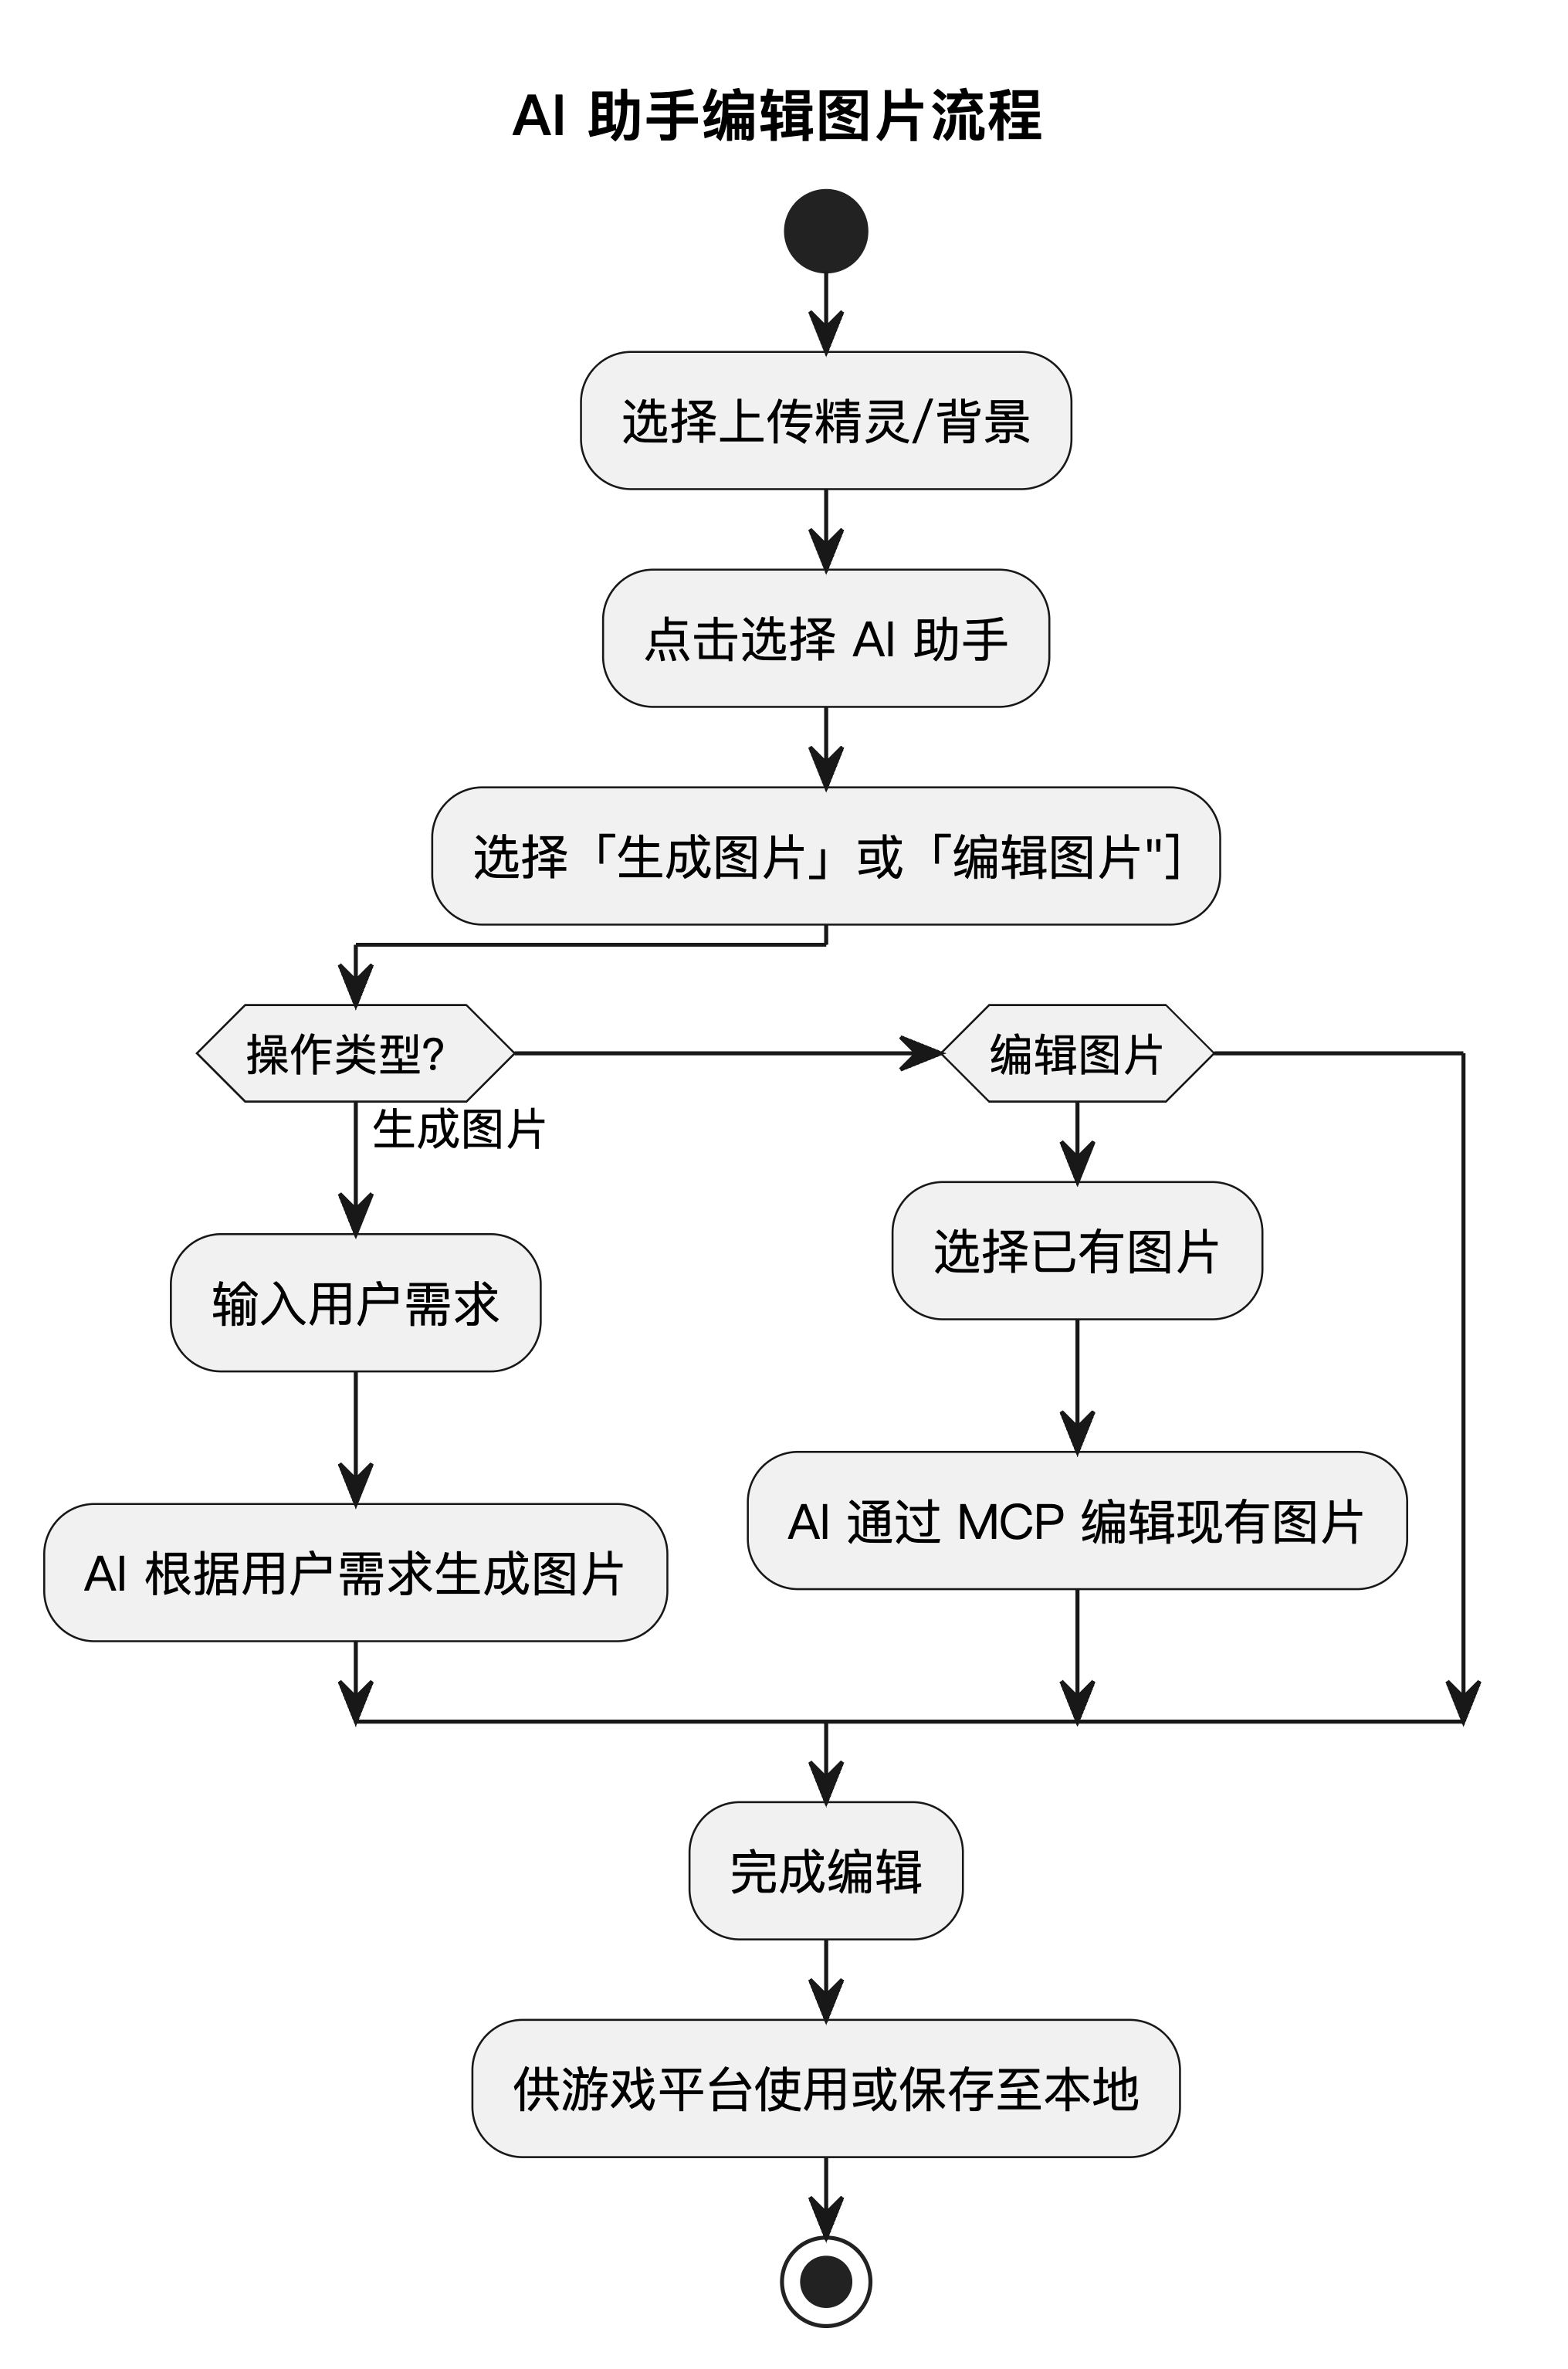 AI 助手编辑图片流程
选择上传精灵/背景
点击选择 AI 助手
选择「生成图片」或「编辑图片"]
操作类型?
编辑图片
生成图片
选择已有图片
输入用户需求
AI 通过 MCP 编辑现有图片
AI 根据用户需求生成图片
完成编辑
供游戏平台使用或保存至本地